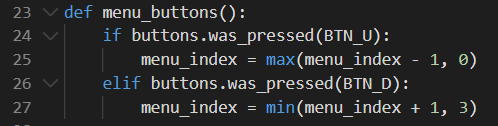 23 def menu_buttons():
24     if buttons.was_pressed(BTN_U):
25         menu_index = max(menu_index - 1, 0)
26     elif buttons.was_pressed(BTN_D):
27         menu_index = min(menu_index + 1, 3)